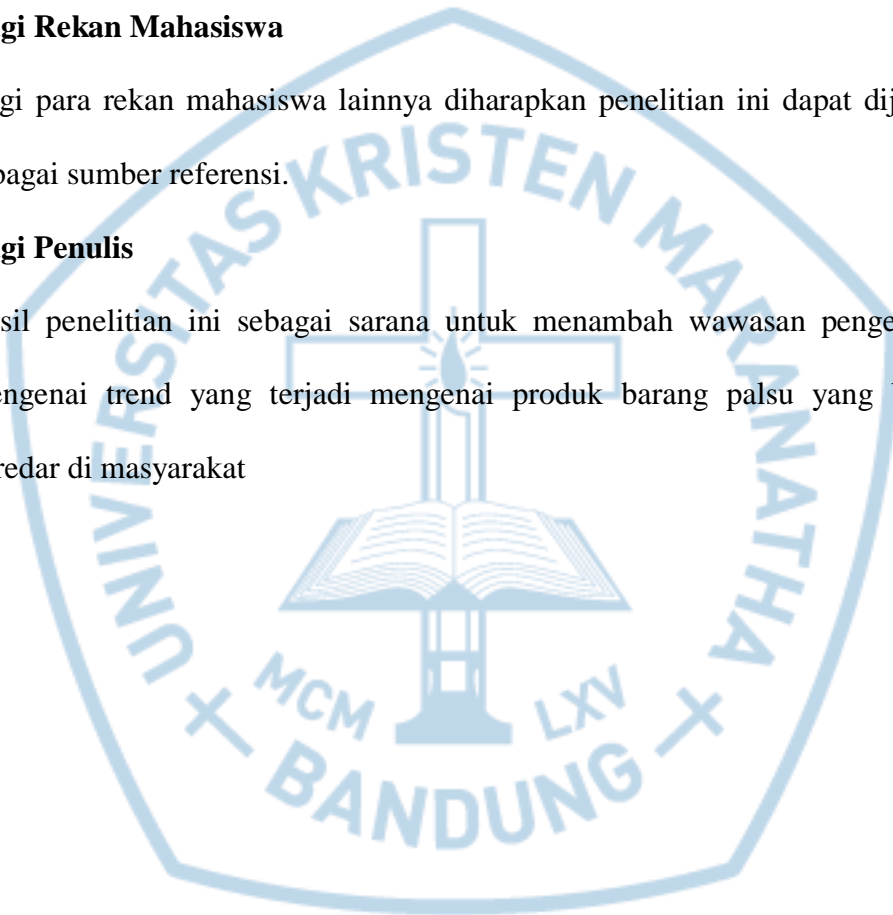 gi Rekan Mahasiswa
gi para rekan mahasiswa lainnya diharapkan penelitian ini dapat dij
bagai sumber referensi.
gi Penulis
sil penelitian ini sebagai sarana untuk menambah wawasan penge
engenai trend yang terjadi mengenai produk barang palsu yang
redar di masyarakat
UNIVERSITAS KRISTEN MARANATHA
MCM LXV
BANDUNG